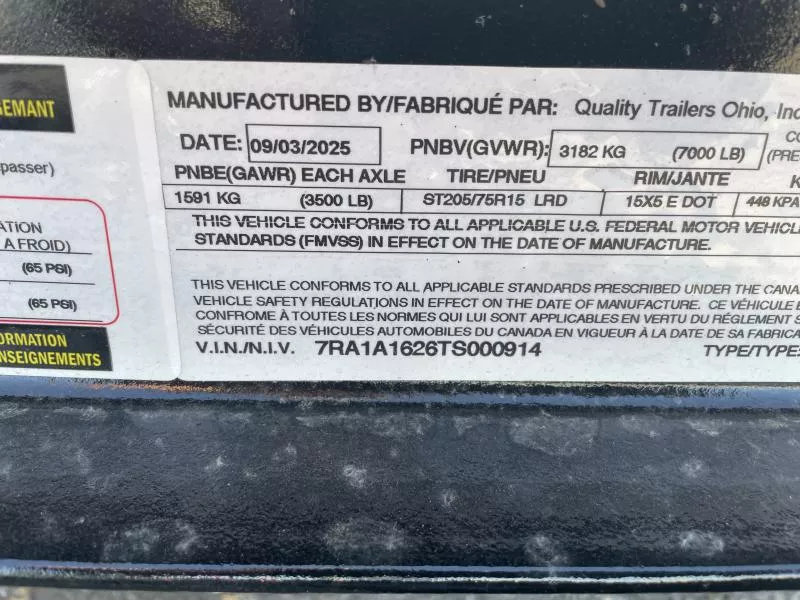 GEMANT
passer)
ATION
A FROID)
(65 PSI)
(65 PSI)
ORMATION
ENSEIGNEMENTS
MANUFACTURED BY/FABRIQUÉ PAR: Quality Trailers Ohio, Inc
DATE: 09/03/2025 PNBV(GVWR): 3182 KG (7000 LB) CO
(PRE
PNBE(GAWR) EACH AXLE TIRE/PNEU RIM/JANTE K
1591 KG (3500 LB) ST205/75R15 LRD 15X5 E DOT 448 KPA
THIS VEHICLE CONFORMS TO ALL APPLICABLE U.S. FEDERAL MOTOR VEHICLE
STANDARDS (FMVSS) IN EFFECT ON THE DATE OF MANUFACTURE.
THIS VEHICLE CONFORMS TO ALL APPLICABLE STANDARDS PRESCRIBED UNDER THE CANA
VEHICLE SAFETY REGULATIONS IN EFFECT ON THE DATE OF MANUFACTURE. CE VÉHICULE E
CONFROME À TOUTES LES NORMES QUI LUI SONT APPLICABLES EN VERTU DU RÉGLEMENT S
SÉCURITÉ DES VÉHICULES AUTOMOBILES DU CANADA EN VIGUEUR À LA DATE DE SA FABRICA
V.I.N./N.I.V. 7RA1A1626TS000914 TYPE/TYPE: